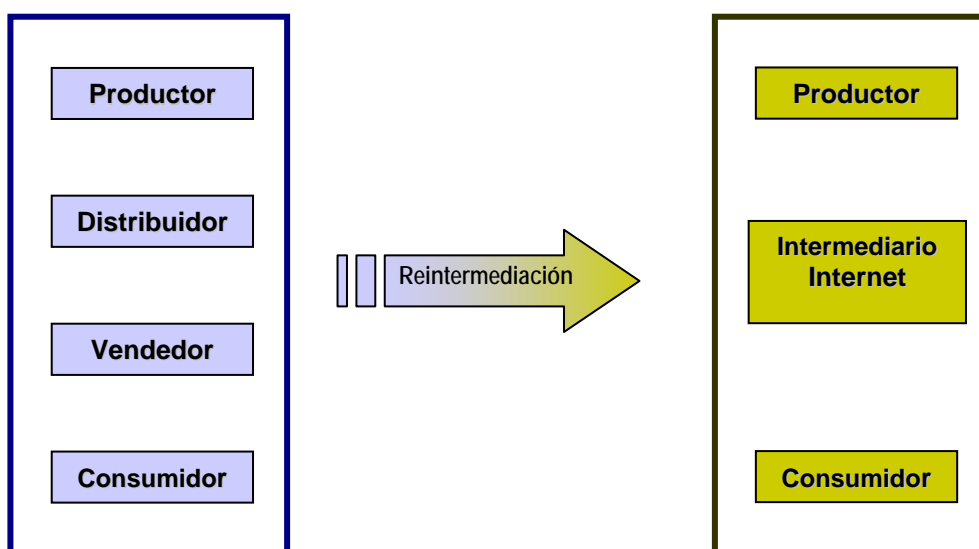 Productor
Distribuidor
Vendedor
Consumidor
Reintermediación
Productor
Intermediario
Internet
Consumidor